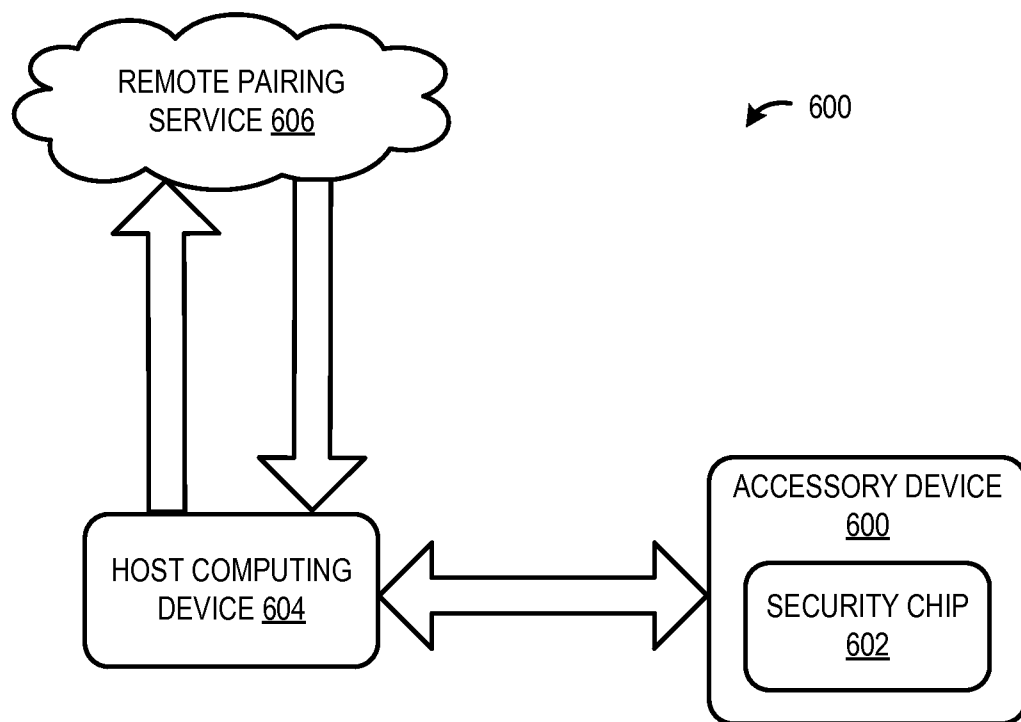 REMOTE PAIRING
SERVICE 606
600
ACCESSORY DEVICE
600
HOST COMPUTING
DEVICE 604
SECURITY CHIP
602